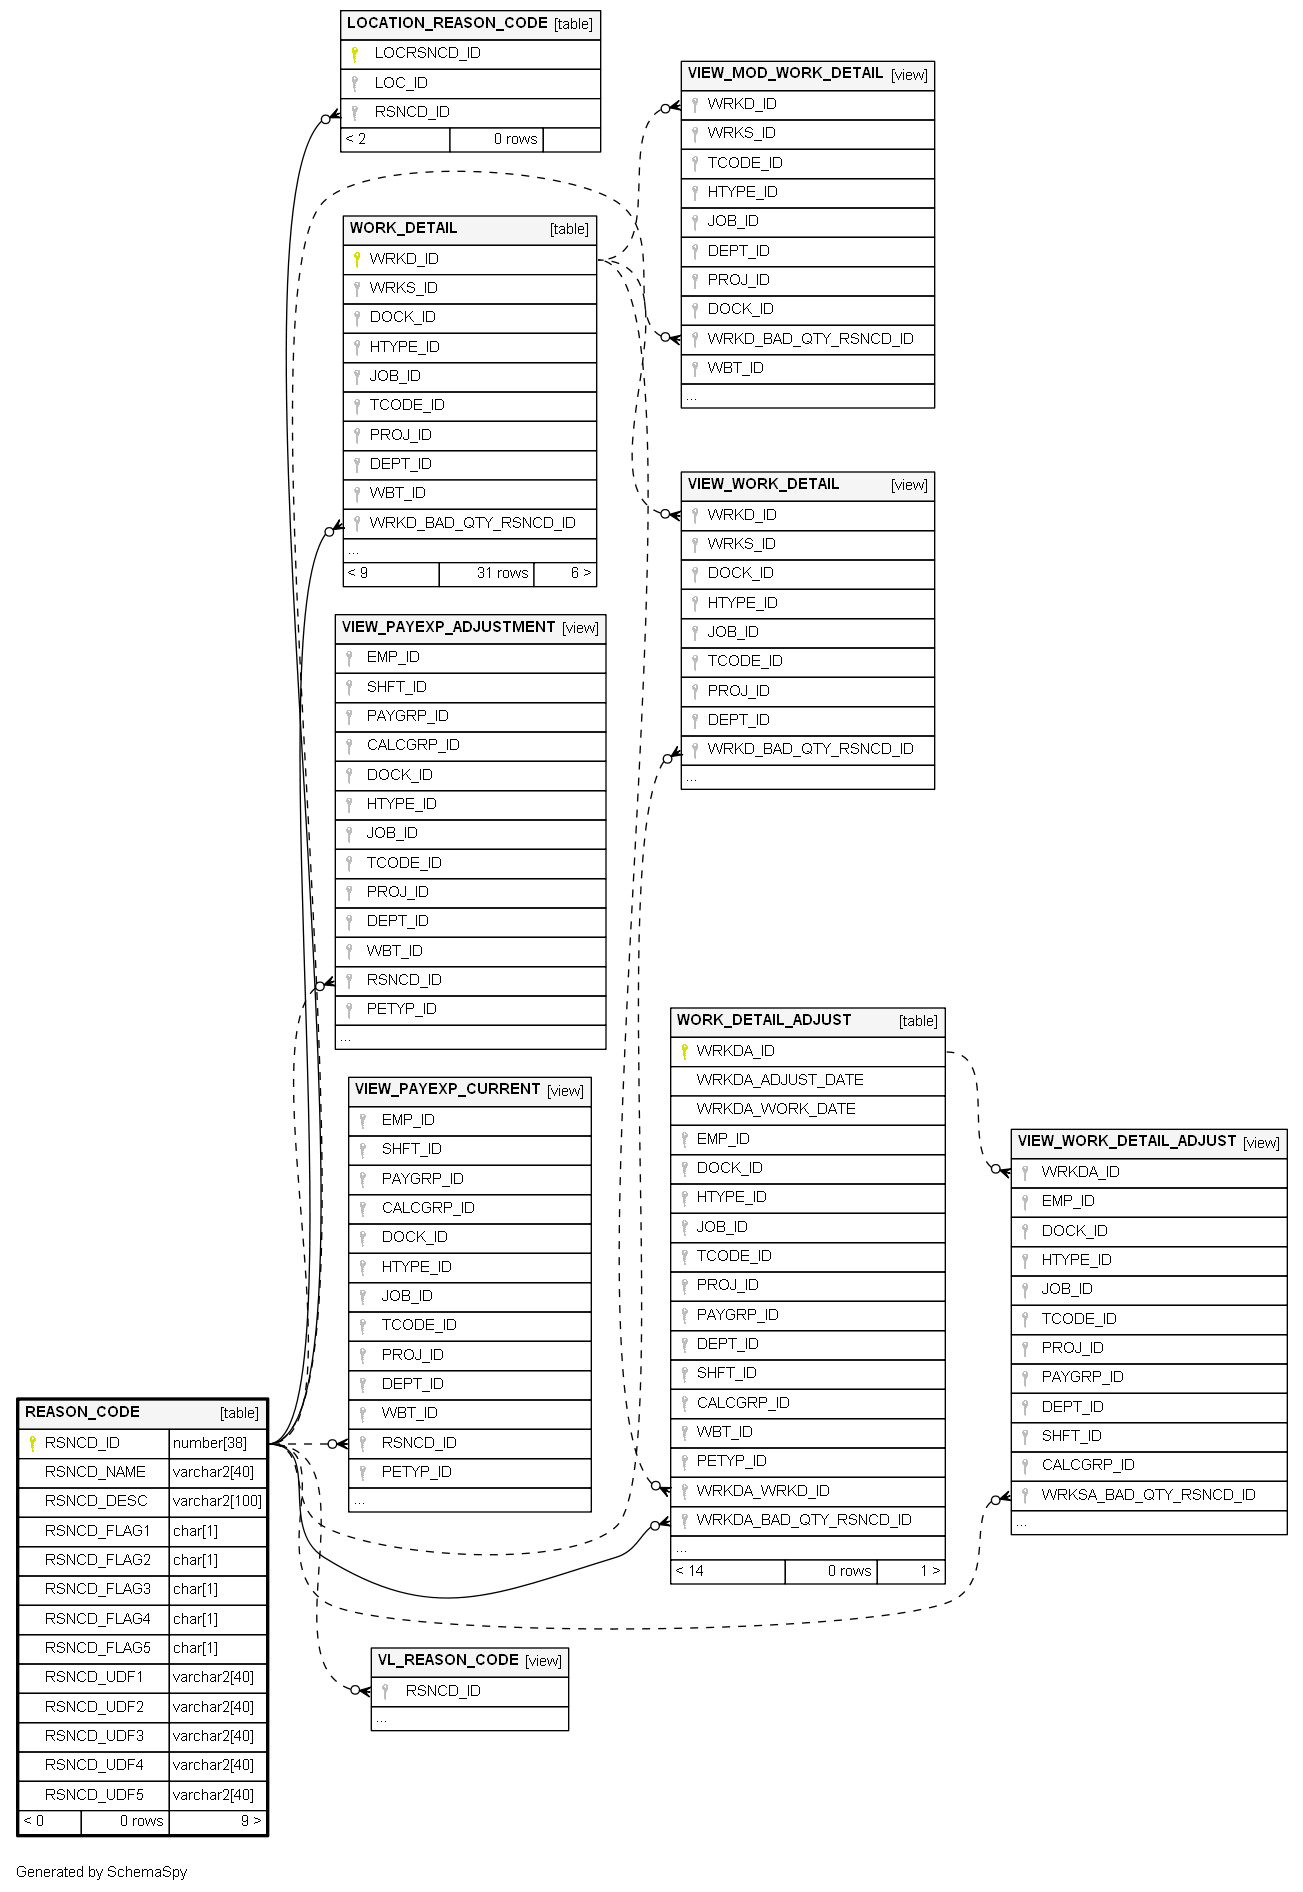 LOCATION_REASON_CODE [table]
LOCRSNCD_ID
LOC_ID
RSNCD_ID
< 2 0 rows
WORK_DETAIL [table]
WRKD_ID
WRKS_ID
DOCK_ID
HTYPE_ID
JOB_ID
TCODE_ID
PROJ_ID
DEPT_ID
WBT_ID
WRKD_BAD_QTY_RSNCD_ID
...
< 9 31 rows 6 >
VIEW_PAYEXP_ADJUSTMENT [view]
EMP_ID
SHFT_ID
PAYGRP_ID
CALCGRP_ID
DOCK_ID
HTYPE_ID
JOB_ID
TCODE_ID
PROJ_ID
DEPT_ID
WBT_ID
RSNCD_ID
PETYP_ID
...
VIEW_PAYEXP_CURRENT [view]
EMP_ID
SHFT_ID
PAYGRP_ID
CALCGRP_ID
DOCK_ID
HTYPE_ID
JOB_ID
TCODE_ID
PROJ_ID
DEPT_ID
WBT_ID
RSNCD_ID
PETYP_ID
...
VL_REASON_CODE [view]
RSNCD_ID
...
VIEW_MOD_WORK_DETAIL [view]
WRKD_ID
WRKS_ID
TCODE_ID
HTYPE_ID
JOB_ID
DEPT_ID
PROJ_ID
DOCK_ID
WRKD_BAD_QTY_RSNCD_ID
WBT_ID
...
VIEW_WORK_DETAIL [view]
WRKD_ID
WRKS_ID
DOCK_ID
HTYPE_ID
JOB_ID
TCODE_ID
PROJ_ID
DEPT_ID
WRKD_BAD_QTY_RSNCD_ID
...
WORK_DETAIL_ADJUST [table]
WRKDA_ID
WRKDA_ADJUST_DATE
WRKDA_WORK_DATE
EMP_ID
DOCK_ID
HTYPE_ID
JOB_ID
TCODE_ID
PROJ_ID
PAYGRP_ID
DEPT_ID
SHFT_ID
CALCGRP_ID
WBT_ID
PETYP_ID
WRKDA_WRKD_ID
WRKDA_BAD_QTY_RSNCD_ID
...
< 14 0 rows 1 >
VIEW_WORK_DETAIL_ADJUST [view]
WRKDA_ID
EMP_ID
DOCK_ID
HTYPE_ID
JOB_ID
TCODE_ID
PROJ_ID
PAYGRP_ID
DEPT_ID
SHFT_ID
CALCGRP_ID
WRKSA_BAD_QTY_RSNCD_ID
...
REASON_CODE [table]
RSNCD_ID number[38]
RSNCD_NAME varchar2[40]
RSNCD_DESC varchar2[100]
RSNCD_FLAG1 char[1]
RSNCD_FLAG2 char[1]
RSNCD_FLAG3 char[1]
RSNCD_FLAG4 char[1]
RSNCD_FLAG5 char[1]
RSNCD_UDF1 varchar2[40]
RSNCD_UDF2 varchar2[40]
RSNCD_UDF3 varchar2[40]
RSNCD_UDF4 varchar2[40]
RSNCD_UDF5 varchar2[40]
< 0 0 rows 9 >
Generated by SchemaSpy